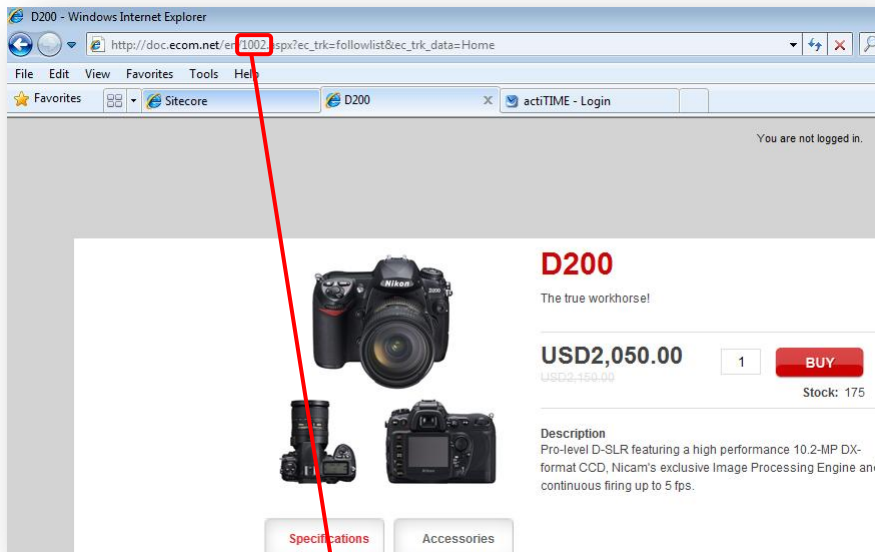 D200 - Windows Internet Explorer
http://doc.ecom.net/en/1002.aspx?ec_trk=followlist&ec_trk_data=Home
File Edit View Favorites Tools Help
Favorites Sitecore D200 actiTIME - Login
You are not logged in.
D200
Nikon
The true workhorse!
USD2,050.00 1 BUY
USD2,150.00
Stock: 175
Description
Pro-level D-SLR featuring a high performance 10.2-MP DX-
format CCD, Nicam's exclusive Image Processing Engine and
continuous firing up to 5 fps.
Specifications Accessories